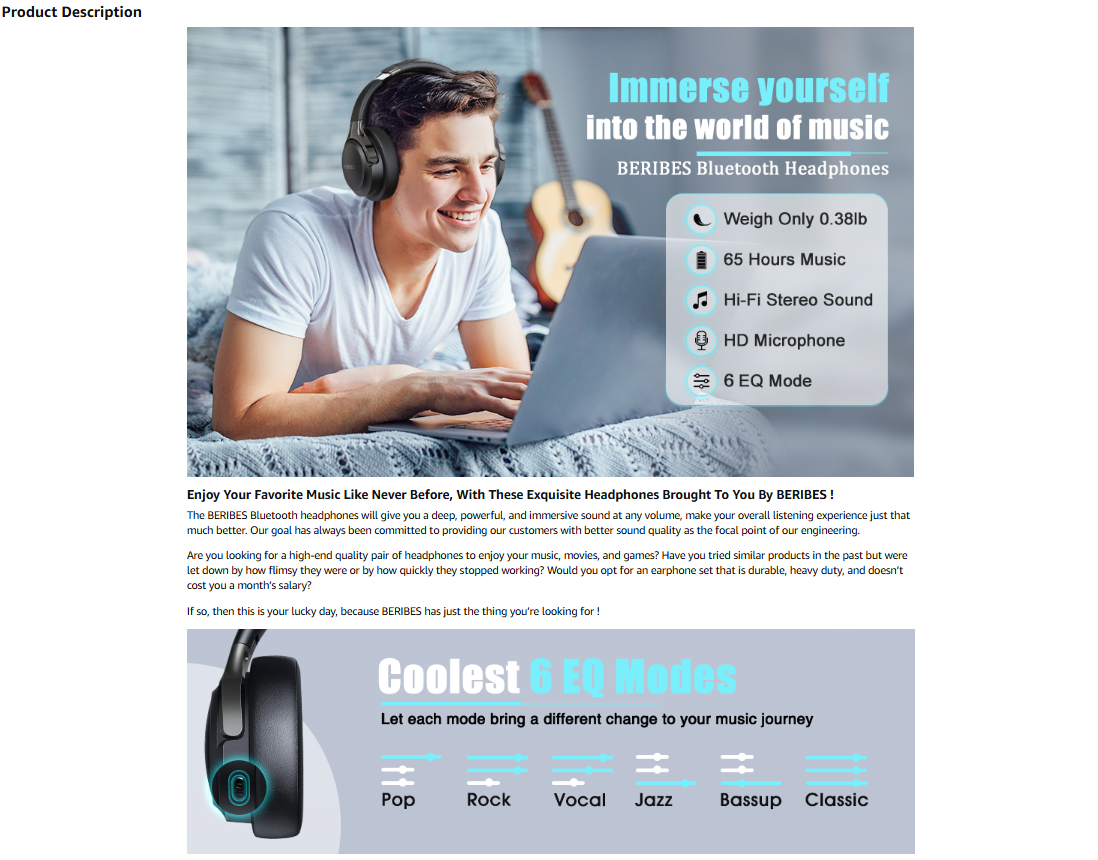 Product Description
Immerse yourself
into the world of music
BERIBES Bluetooth Headphones
Weigh Only 0.38lb
65 Hours Music
Hi-Fi Stereo Sound
HD Microphone
6 EQ Mode
Enjoy Your Favorite Music Like Never Before, With These Exquisite Headphones Brought To You By BERIBES !
The BERIBES Bluetooth headphones will give you a deep, powerful, and immersive sound at any volume, make your overall listening experience just that
much better. Our goal has always been committed to providing our customers with better sound quality as the focal point of our engineering.
Are you looking for a high-end quality pair of headphones to enjoy your music, movies, and games? Have you tried similar products in the past but were
let down by how flimsy they were or by how quickly they stopped working? Would you opt for an earphone set that is durable, heavy duty, and doesn’t
cost you a month’s salary?
If so, then this is your lucky day, because BERIBES has just the thing you’re looking for !
Coolest 6 EQ Modes
Let each mode bring a different change to your music journey
Pop Rock Vocal Jazz Bassup Classic